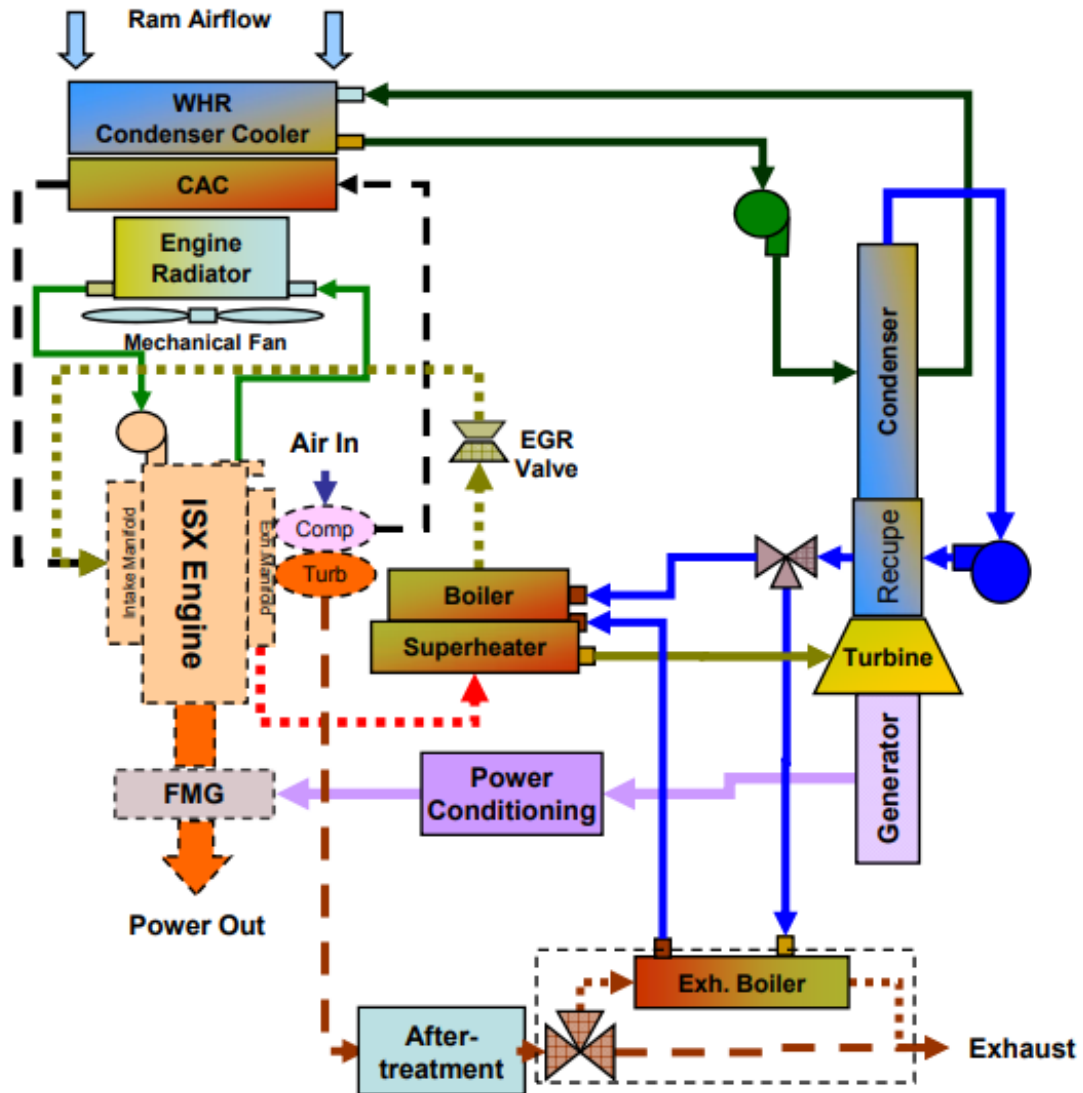 Ram Airflow
WHR
Condenser Cooler
CAC
Engine
Radiator
Mechanical Fan
Air In
EGR
Valve
Condenser
Intake Manifold
ISX Engine
Exh Manifold
Comp
Turb
Recupe
Boiler
Superheater
Turbine
Generator
FMG
Power
Conditioning
Power Out
Exh. Boiler
After-
treatment
Exhaust